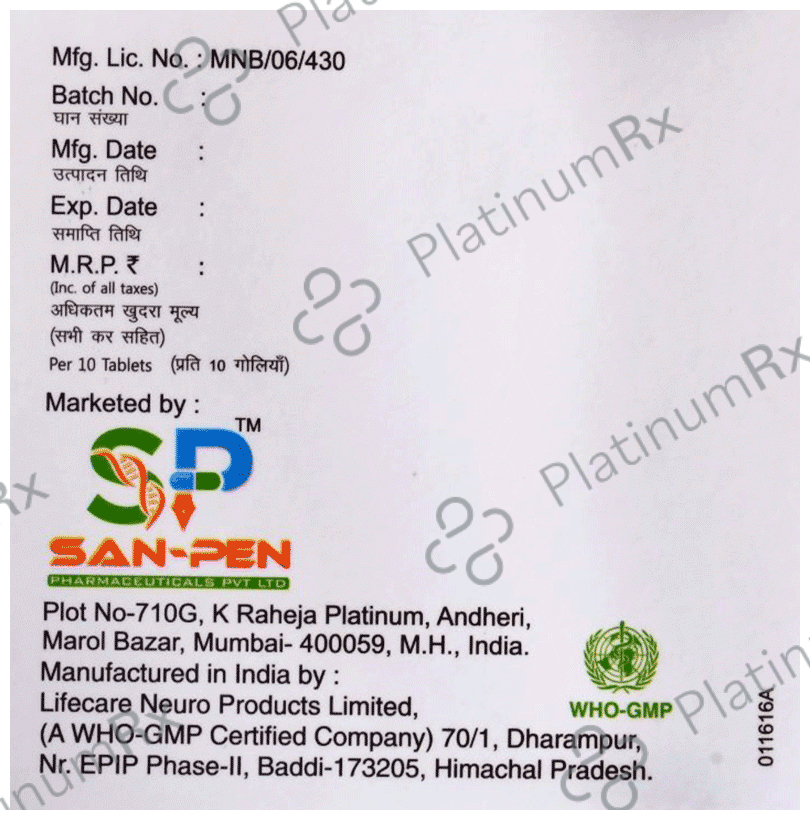 Mfg. Lic. No. : MNB/06/430
Batch No. :
घान संख्या
Mfg. Date :
उत्पादन तिथि
Exp. Date :
समाप्ति तिथि
M.R.P. ₹ :
(Inc. of all taxes)
अधिकतम खुदरा मूल्य
(सभी कर सहित)
Per 10 Tablets (प्रति 10 गोलियाँ)
Marketed by :
SP TM
SAN-PEN
PHARMACEUTICALS PVT LTD
Plot No-710G, K Raheja Platinum, Andheri,
Marol Bazar, Mumbai- 400059, M.H., India.
Manufactured in India by :
Lifecare Neuro Products Limited,
(A WHO-GMP Certified Company) 70/1, Dharampur,
Nr. EPIP Phase-II, Baddi-173205, Himachal Pradesh.
WHO-GMP
011616A
PlatinumRx
PlatinumRx
PlatinumRx
Platin
Rx
inumRx